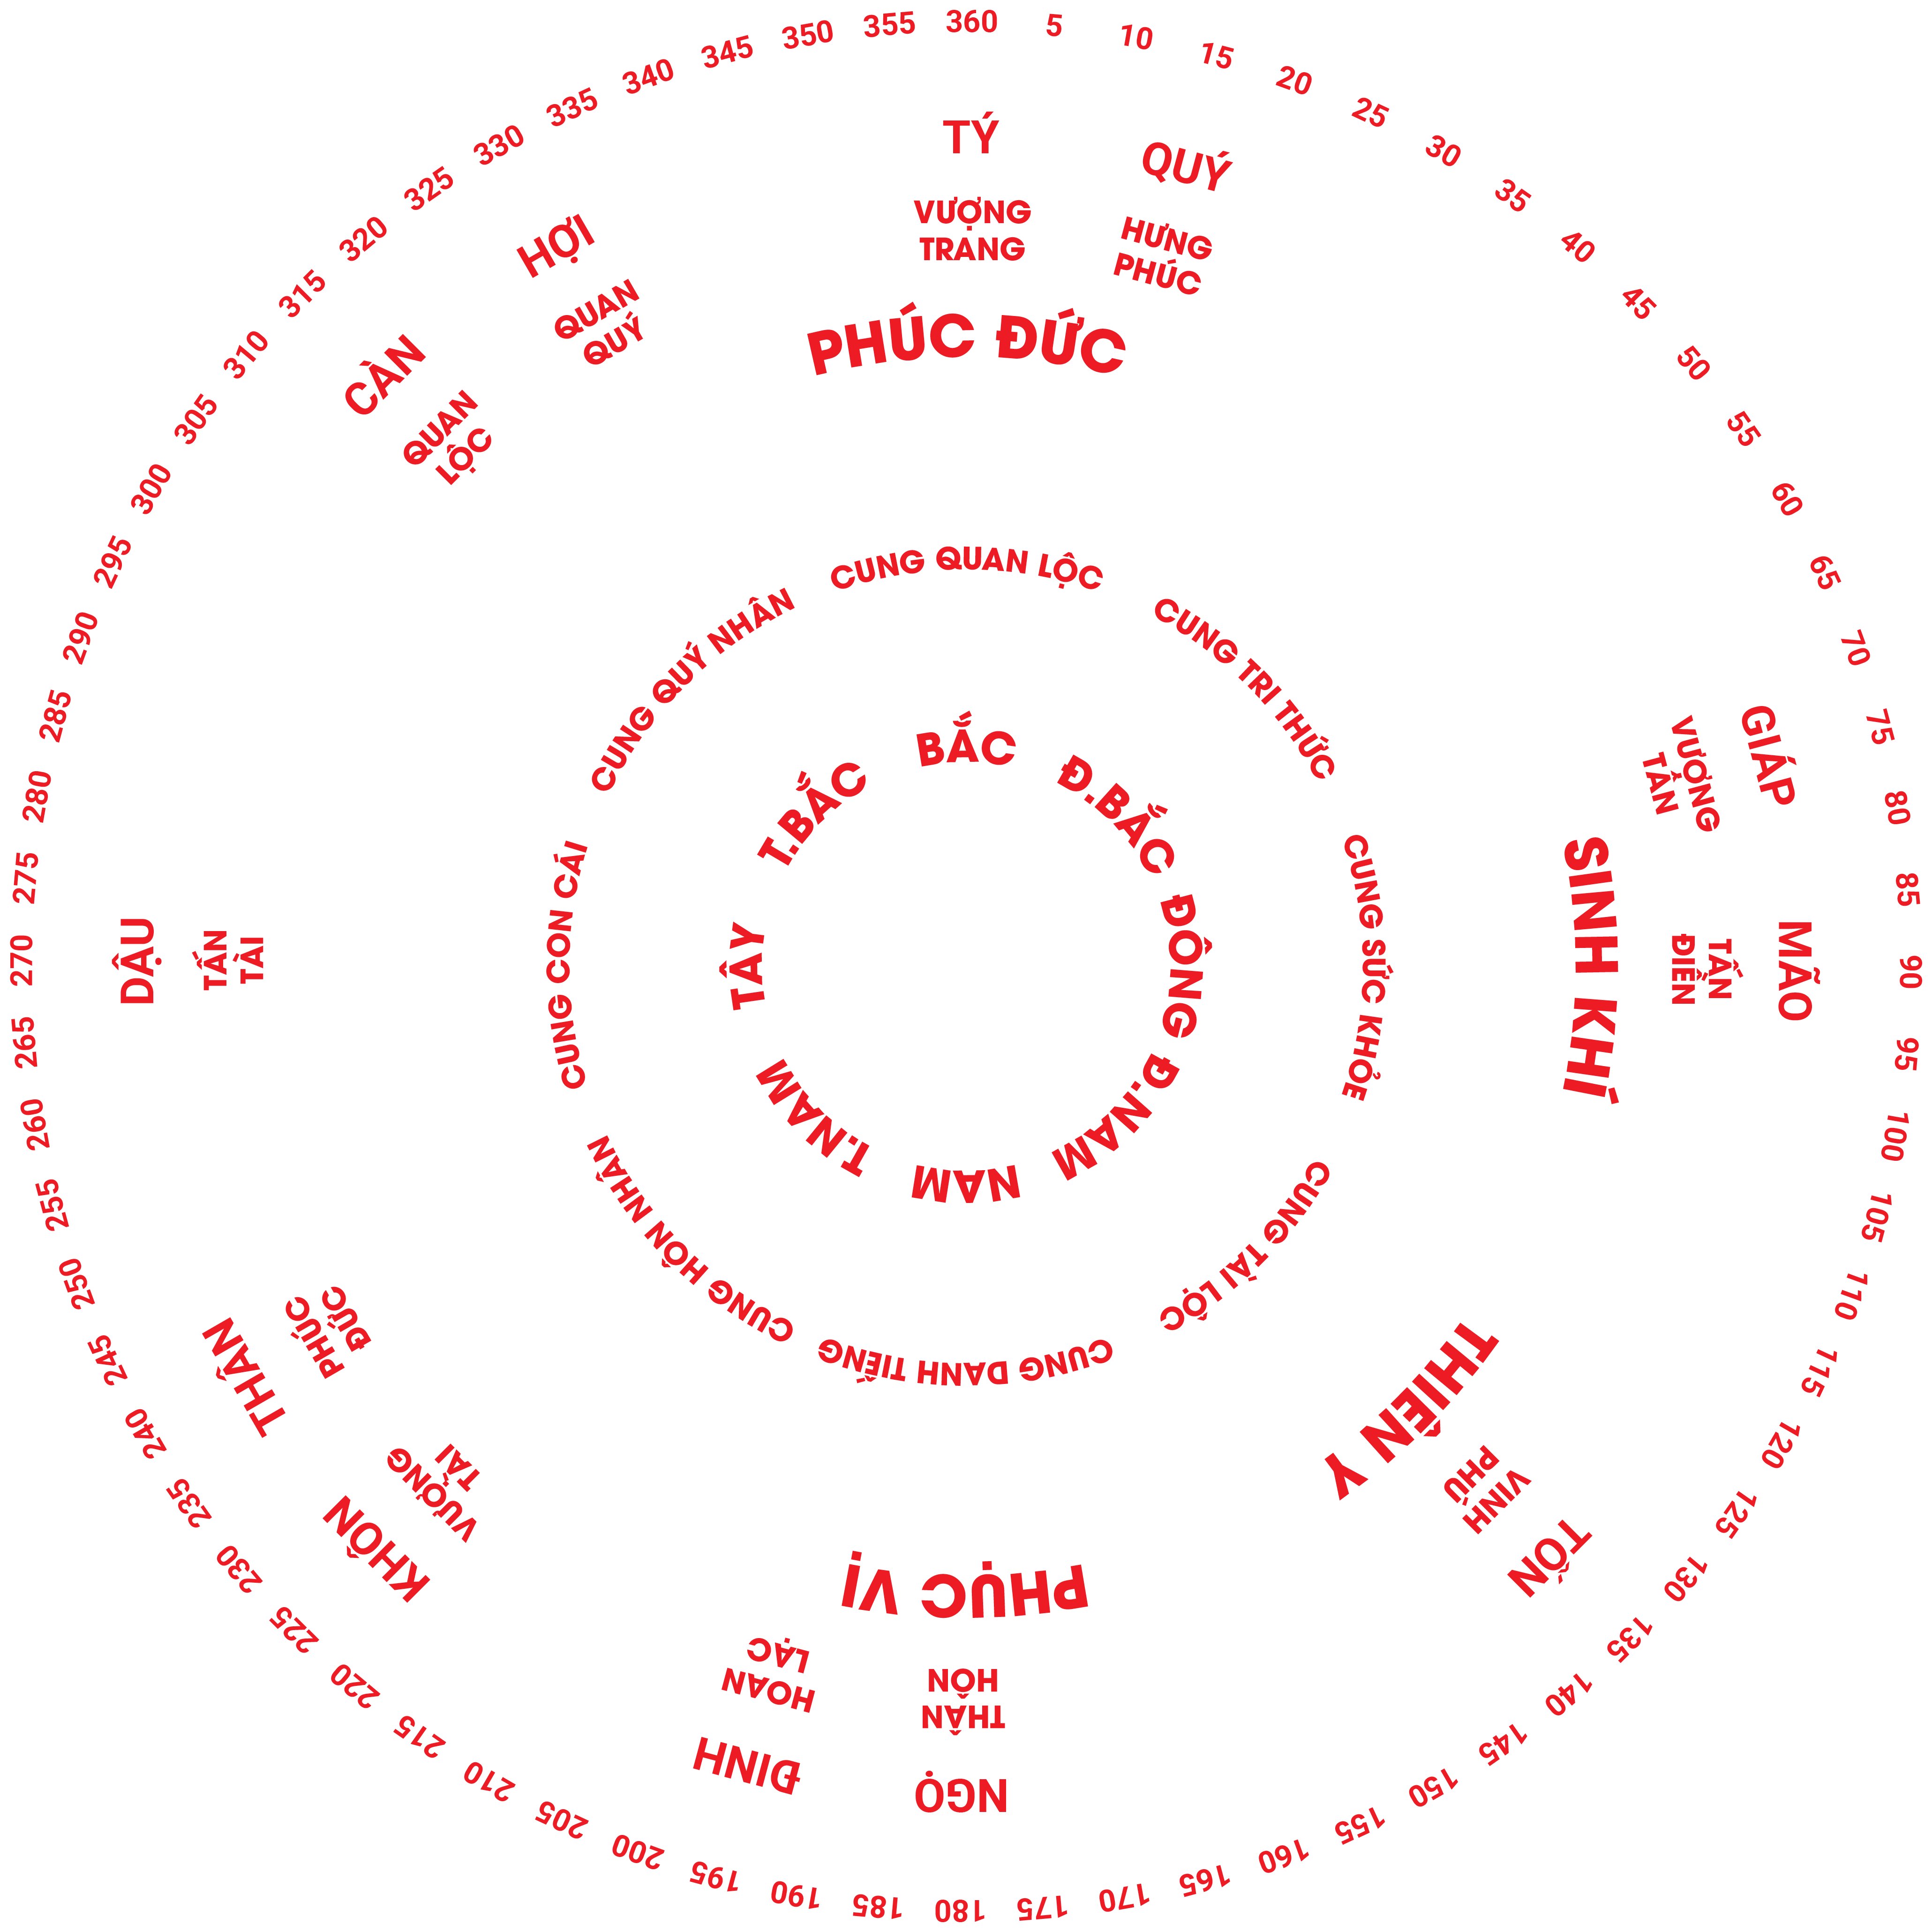 360
5
10
15
20
25
30
35
40
45
50
55
60
65
70
75
80
85
90
95
100
105
110
115
120
125
130
135
140
145
150
155
160
165
170
175
180
185
190
195
200
205
210
215
220
225
230
235
240
245
250
255
260
265
270
275
280
285
290
295
300
305
310
315
320
325
330
335
340
345
350
355
TÝ
VƯỢNG
TRANG
QUÝ
HƯNG
PHÚC
GIÁP
VƯỢNG
TÀN
MÃO
TẤN
ĐIỀN
TỐN
VINH
PHÚ
NGỌ
THÂN
HÔN
ĐINH
HOAN
LẠC
KHÔN
VƯỢNG
TÀI
THÂN
PHÚC
ĐỨC
DẬU
TẤN
TÀI
CÀN
QUAN
LỘC
HỢI
QUAN
QUÝ
PHÚC ĐỨC
SINH KHÍ
THIÊN Y
PHỤC VỊ
CUNG QUAN LỘC
CUNG TRI THỨC
CUNG SỨC KHỎE
CUNG TÀI LỘC
CUNG DANH TIẾNG
CUNG HÔN NHÂN
CUNG CON CÁI
CUNG QUÝ NHÂN
BẮC
Đ.BẮC
ĐÔNG
Đ.NAM
NAM
T.NAM
TÂY
T.BẮC